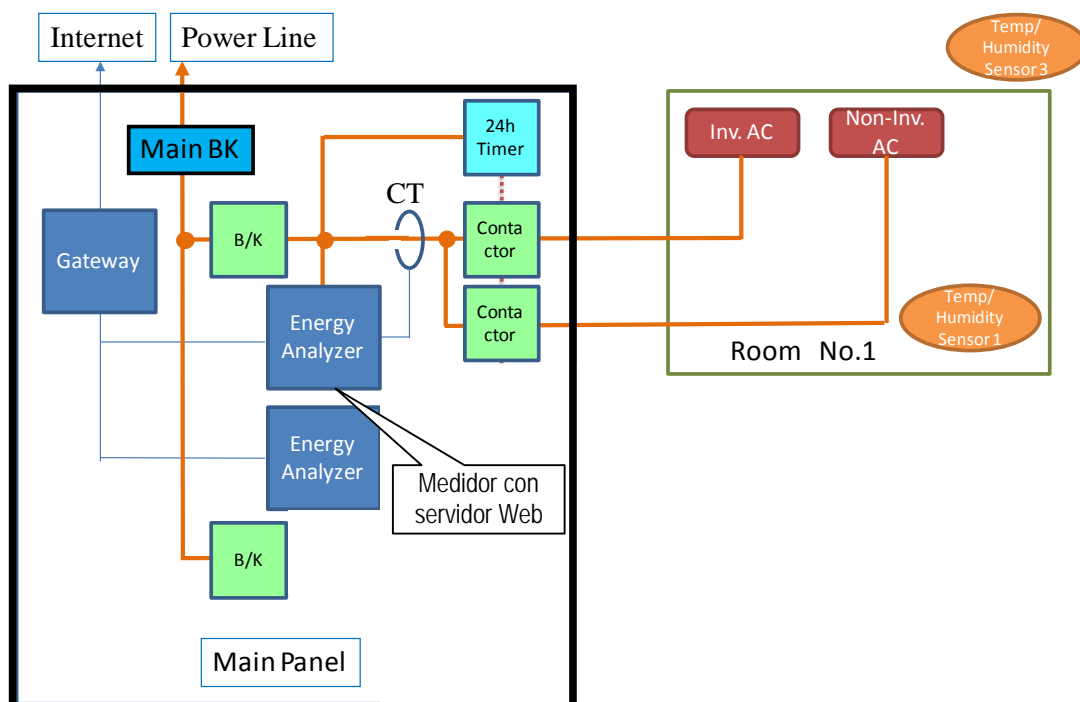 Internet
Power Line
Temp/
Humidity
Sensor 3
24h
Timer
Inv. AC
Non-Inv.
AC
Main BK
CT
B/K
Conta
ctor
Gateway
Energy
Analyzer
Conta
ctor
Temp/
Humidity
Sensor 1
Room No.1
Energy
Analyzer
Medidor con
servidor Web
B/K
Main Panel